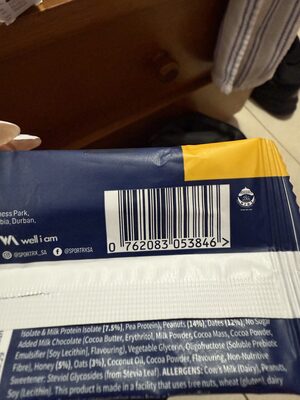 ness Park,
bia, Durban,
well i am
@SPORTRXSA
@SPORTRX_SA
0 762083 053846 >
Isolate & Milk Protein Isolate [7.5%], Pea Protein), Peanuts (14%), Dates (12%), No Sugar
Added Milk Chocolate (Cocoa Butter, Erythritol, Milk Powder, Cocoa Mass, Cocoa Powder,
Emulsifier [Soy Lecithin], Flavouring), Vegetable Glycerin, Oligofructose (Soluble Prebiotic
Fibre), Honey (5%), Oats (3%), Coconut Oil, Cocoa Powder, Flavouring, Non-Nutritive
Sweetener: Steviol Glycosides (from Stevia Leaf). ALLERGENS: Cow's Milk (Dairy), Peanuts,
Soy (Lecithin). This product is made in a facility that uses tree nuts, wheat (gluten), dairy